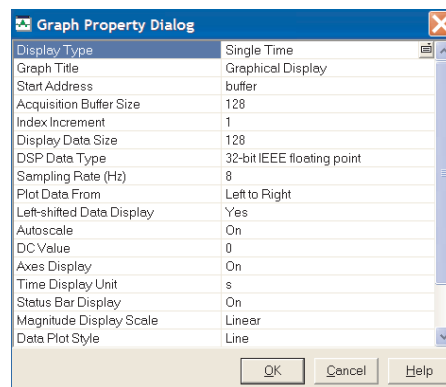 Graph Property Dialog
Display Type Single Time
Graph Title Graphical Display
Start Address buffer
Acquisition Buffer Size 128
Index Increment 1
Display Data Size 128
DSP Data Type 32-bit IEEE floating point
Sampling Rate (Hz) 8
Plot Data From Left to Right
Left-shifted Data Display Yes
Autoscale On
DC Value 0
Axes Display On
Time Display Unit s
Status Bar Display On
Magnitude Display Scale Linear
Data Plot Style Line
OK Cancel Help